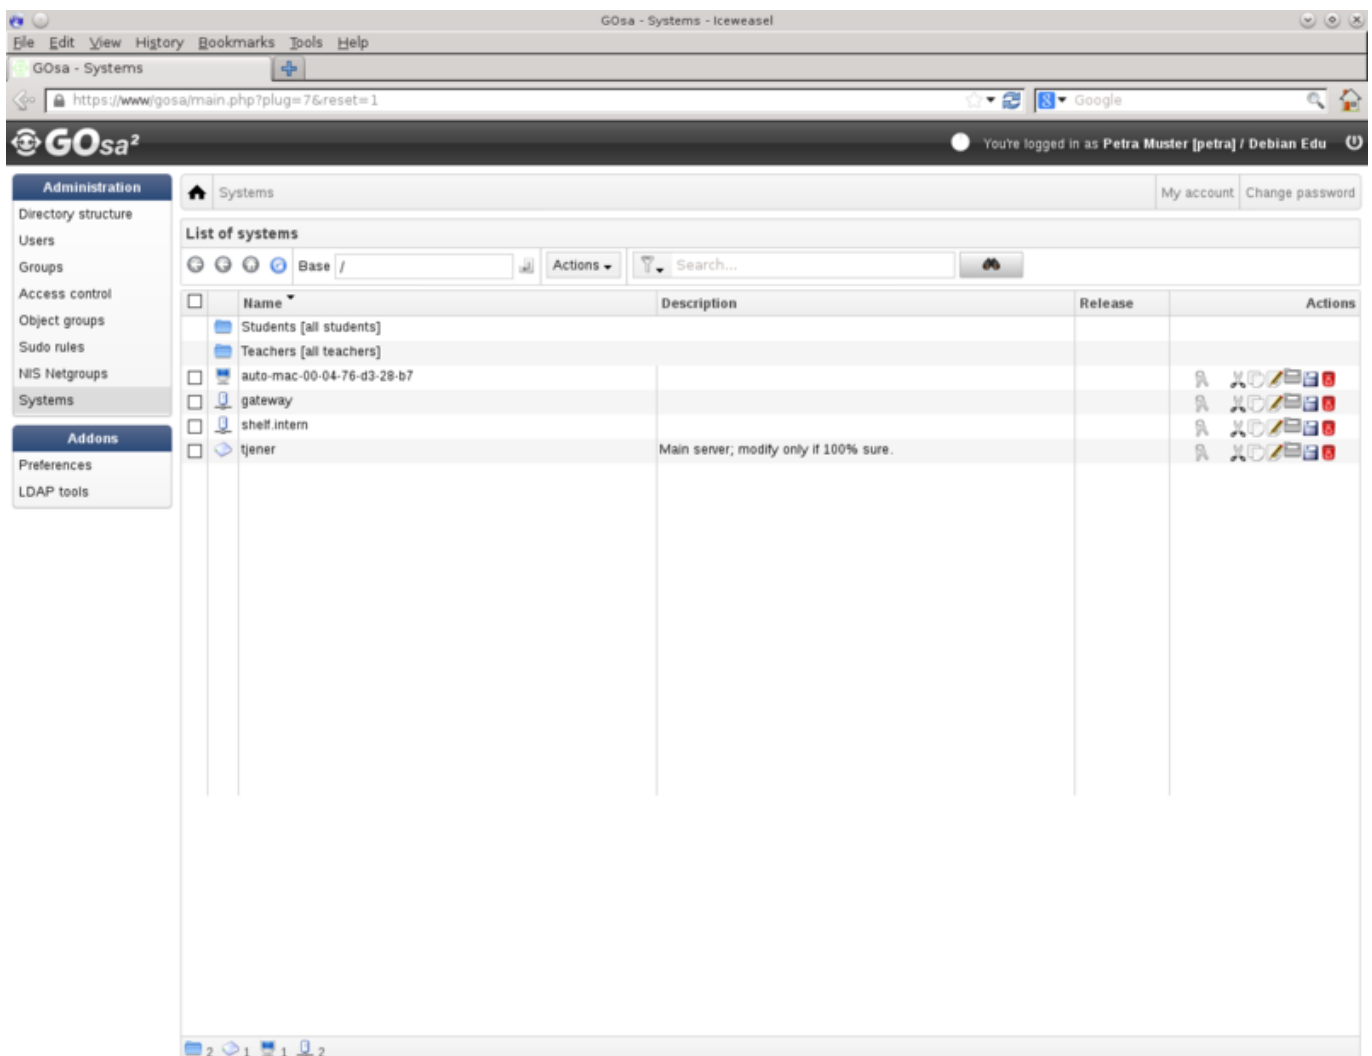 GOsa - Systems - Iceweasel
File Edit View History Bookmarks Tools Help
GOsa - Systems
https://www/gosa/main.php?plug=7&reset=1
Google
GOsa²
You're logged in as Petra Muster [petra] / Debian Edu
Administration
Directory structure
Users
Groups
Access control
Object groups
Sudo rules
NIS Netgroups
Systems
Addons
Preferences
LDAP tools
Systems
My account Change password
List of systems
Base / Actions Search...
Name Description Release Actions
Students [all students]
Teachers [all teachers]
auto-mac-00-04-76-d3-28-b7
gateway
shelf.intern
tjener Main server; modify only if 100% sure.
2 1 1 2